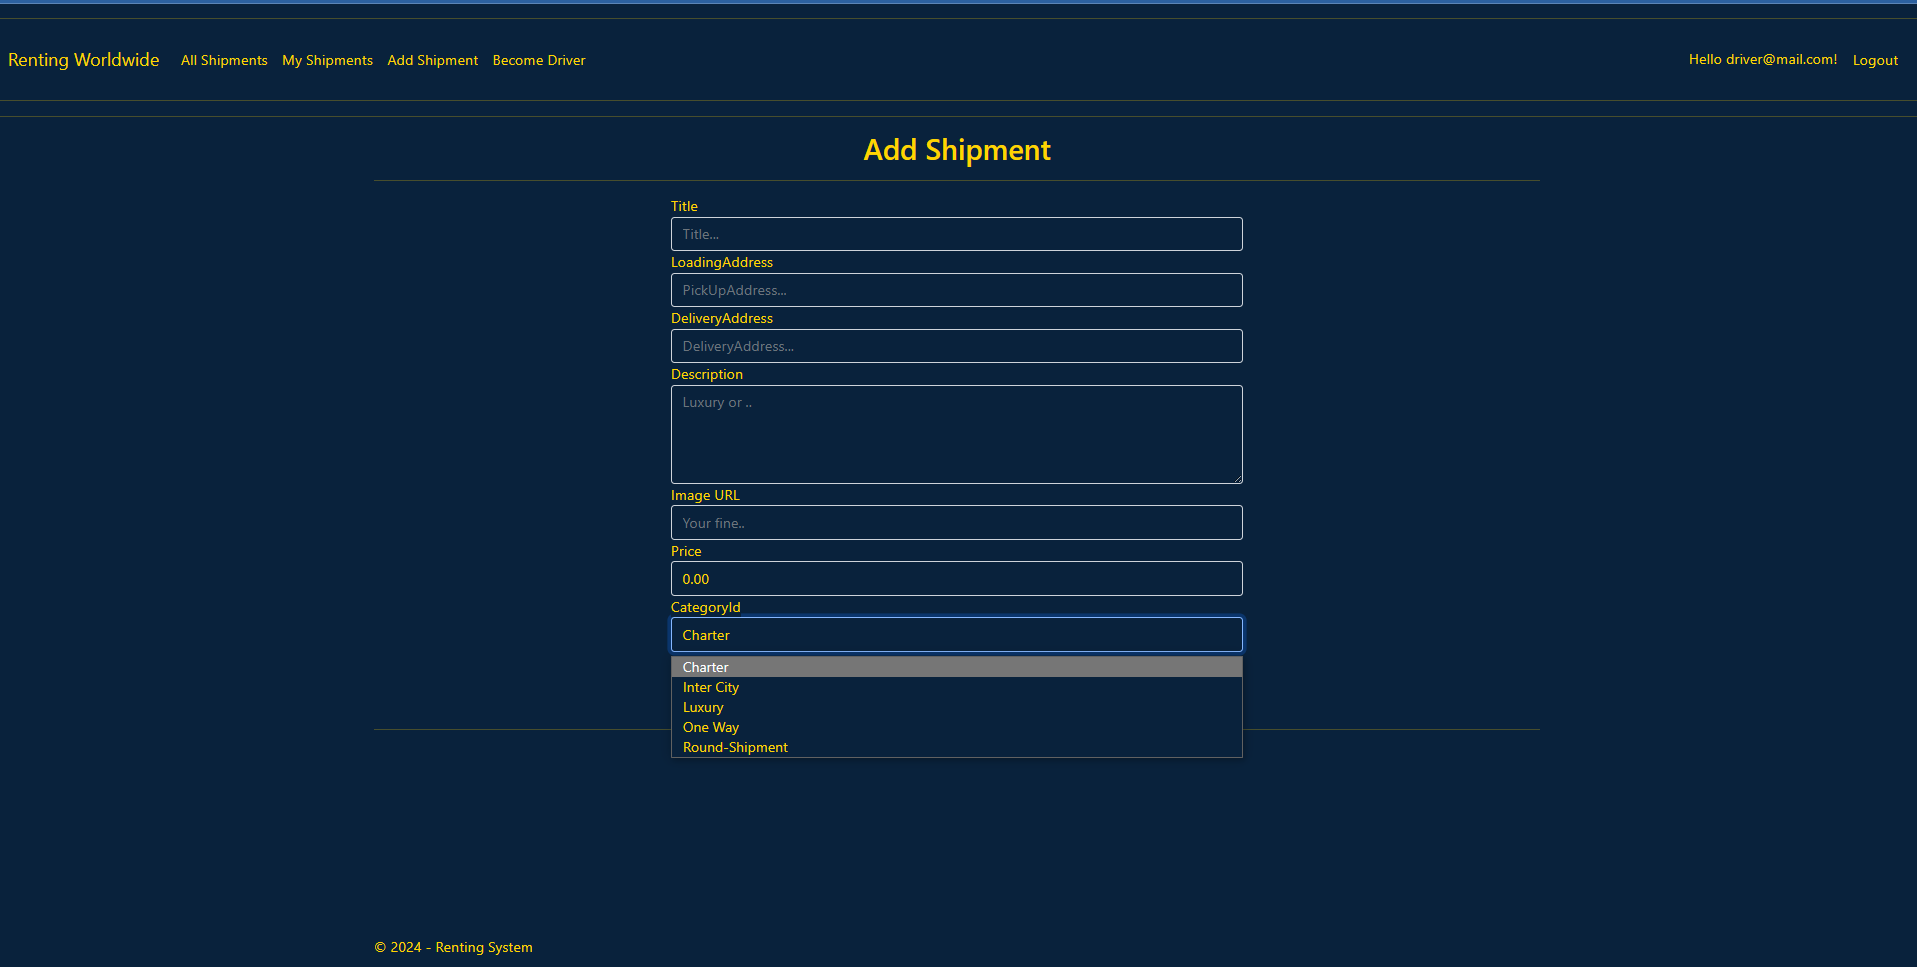 Renting Worldwide All Shipments My Shipments Add Shipment Become Driver Hello driver@mail.com! Logout
Add Shipment
Title
Title...
LoadingAddress
PickUpAddress...
DeliveryAddress
DeliveryAddress...
Description
Luxury or ..
Image URL
Your fine..
Price
0.00
CategoryId
Charter
Charter
Inter City
Luxury
One Way
Round-Shipment
© 2024 - Renting System